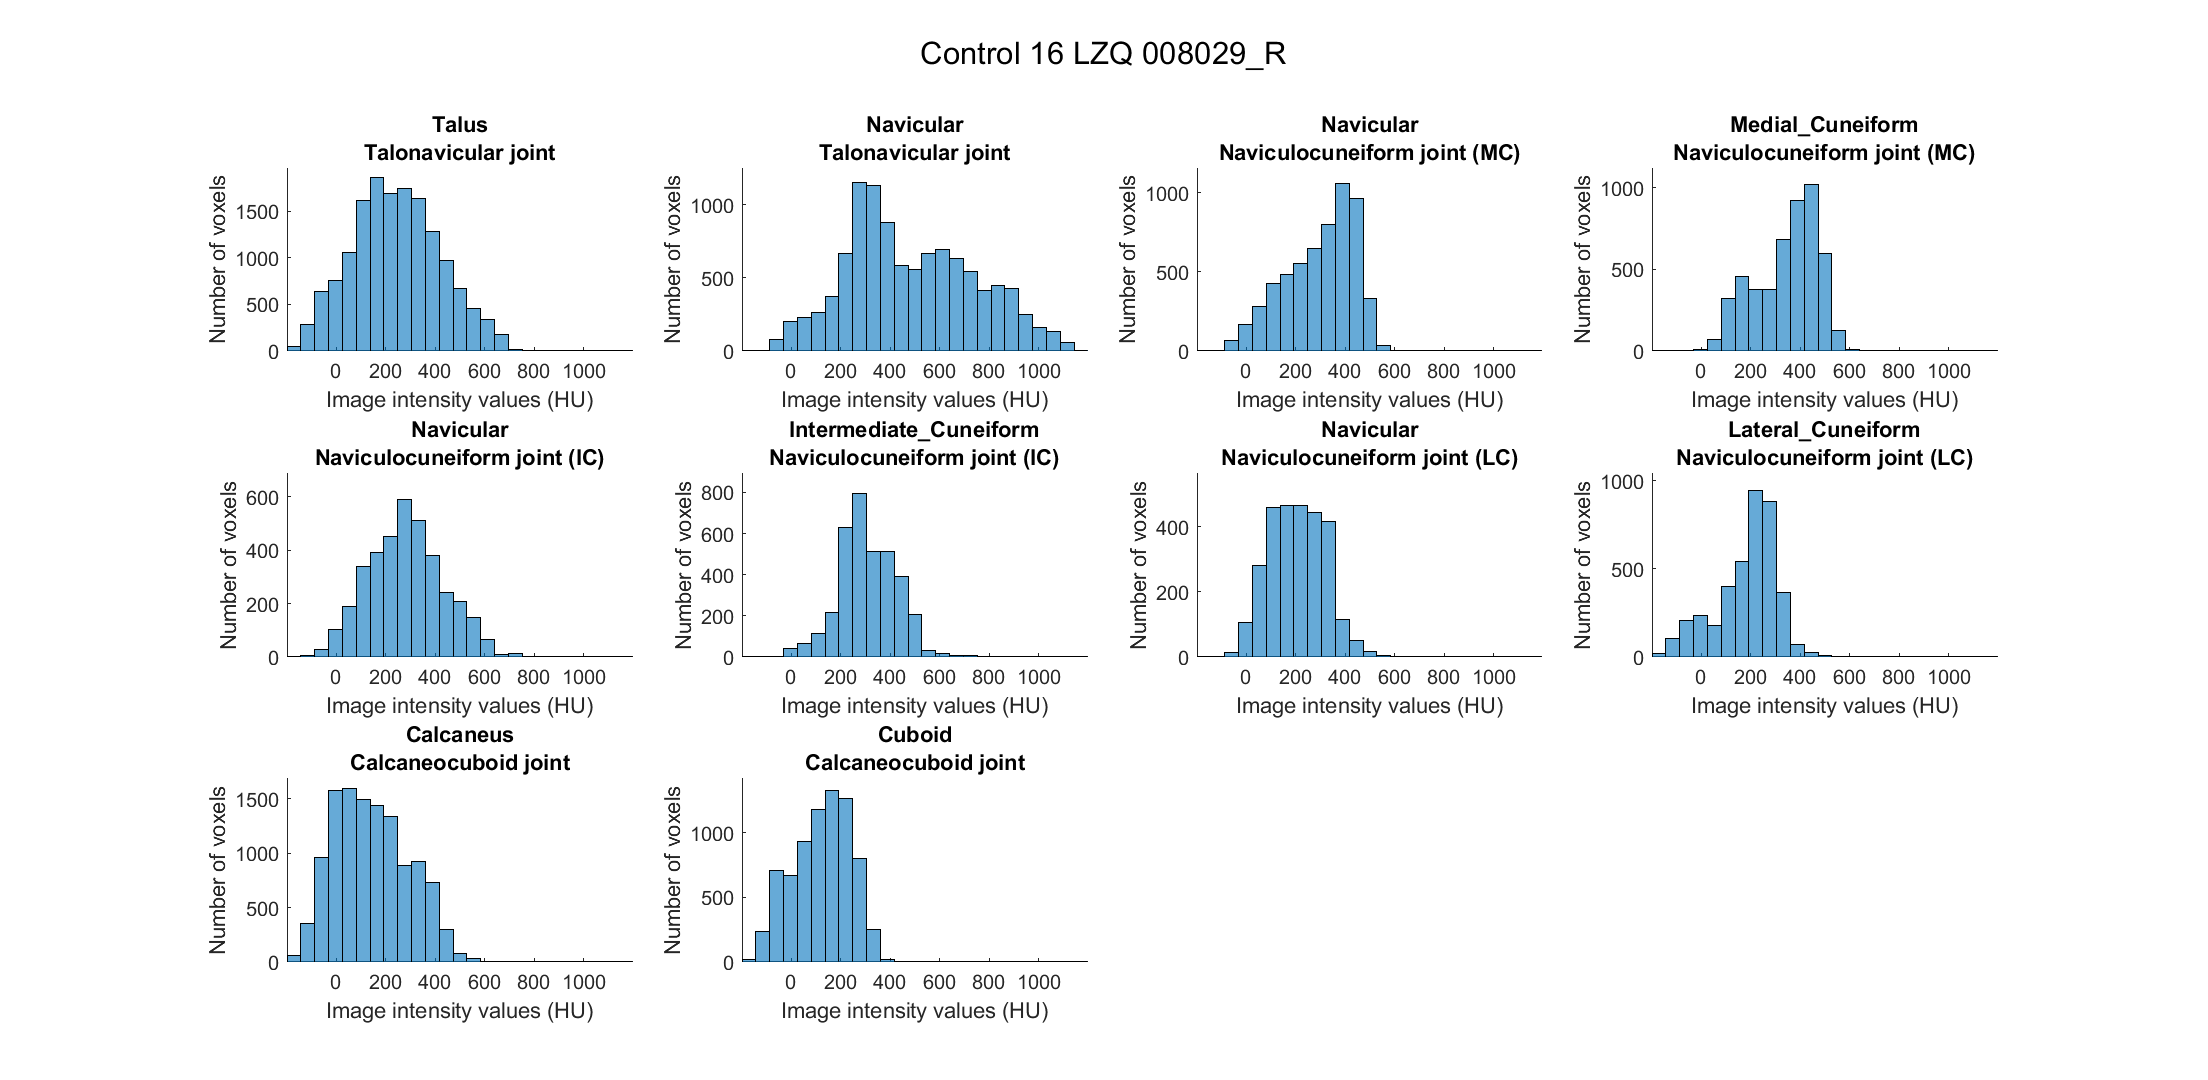 Control 16 LZQ 008029_R
Talus
Talonavicular joint
Number of voxels
1500
1000
500
0
0 200 400 600 800 1000
Image intensity values (HU)
Navicular
Talonavicular joint
Number of voxels
1000
500
0
0 200 400 600 800 1000
Image intensity values (HU)
Navicular
Naviculocuneiform joint (MC)
Number of voxels
1000
500
0
0 200 400 600 800 1000
Image intensity values (HU)
Medial_Cuneiform
Naviculocuneiform joint (MC)
Number of voxels
1000
500
0
0 200 400 600 800 1000
Image intensity values (HU)
Navicular
Naviculocuneiform joint (IC)
Number of voxels
600
400
200
0
0 200 400 600 800 1000
Image intensity values (HU)
Intermediate_Cuneiform
Naviculocuneiform joint (IC)
Number of voxels
800
600
400
200
0
0 200 400 600 800 1000
Image intensity values (HU)
Navicular
Naviculocuneiform joint (LC)
Number of voxels
400
200
0
0 200 400 600 800 1000
Image intensity values (HU)
Lateral_Cuneiform
Naviculocuneiform joint (LC)
Number of voxels
1000
500
0
0 200 400 600 800 1000
Image intensity values (HU)
Calcaneus
Calcaneocuboid joint
Number of voxels
1500
1000
500
0
0 200 400 600 800 1000
Image intensity values (HU)
Cuboid
Calcaneocuboid joint
Number of voxels
1000
500
0
0 200 400 600 800 1000
Image intensity values (HU)